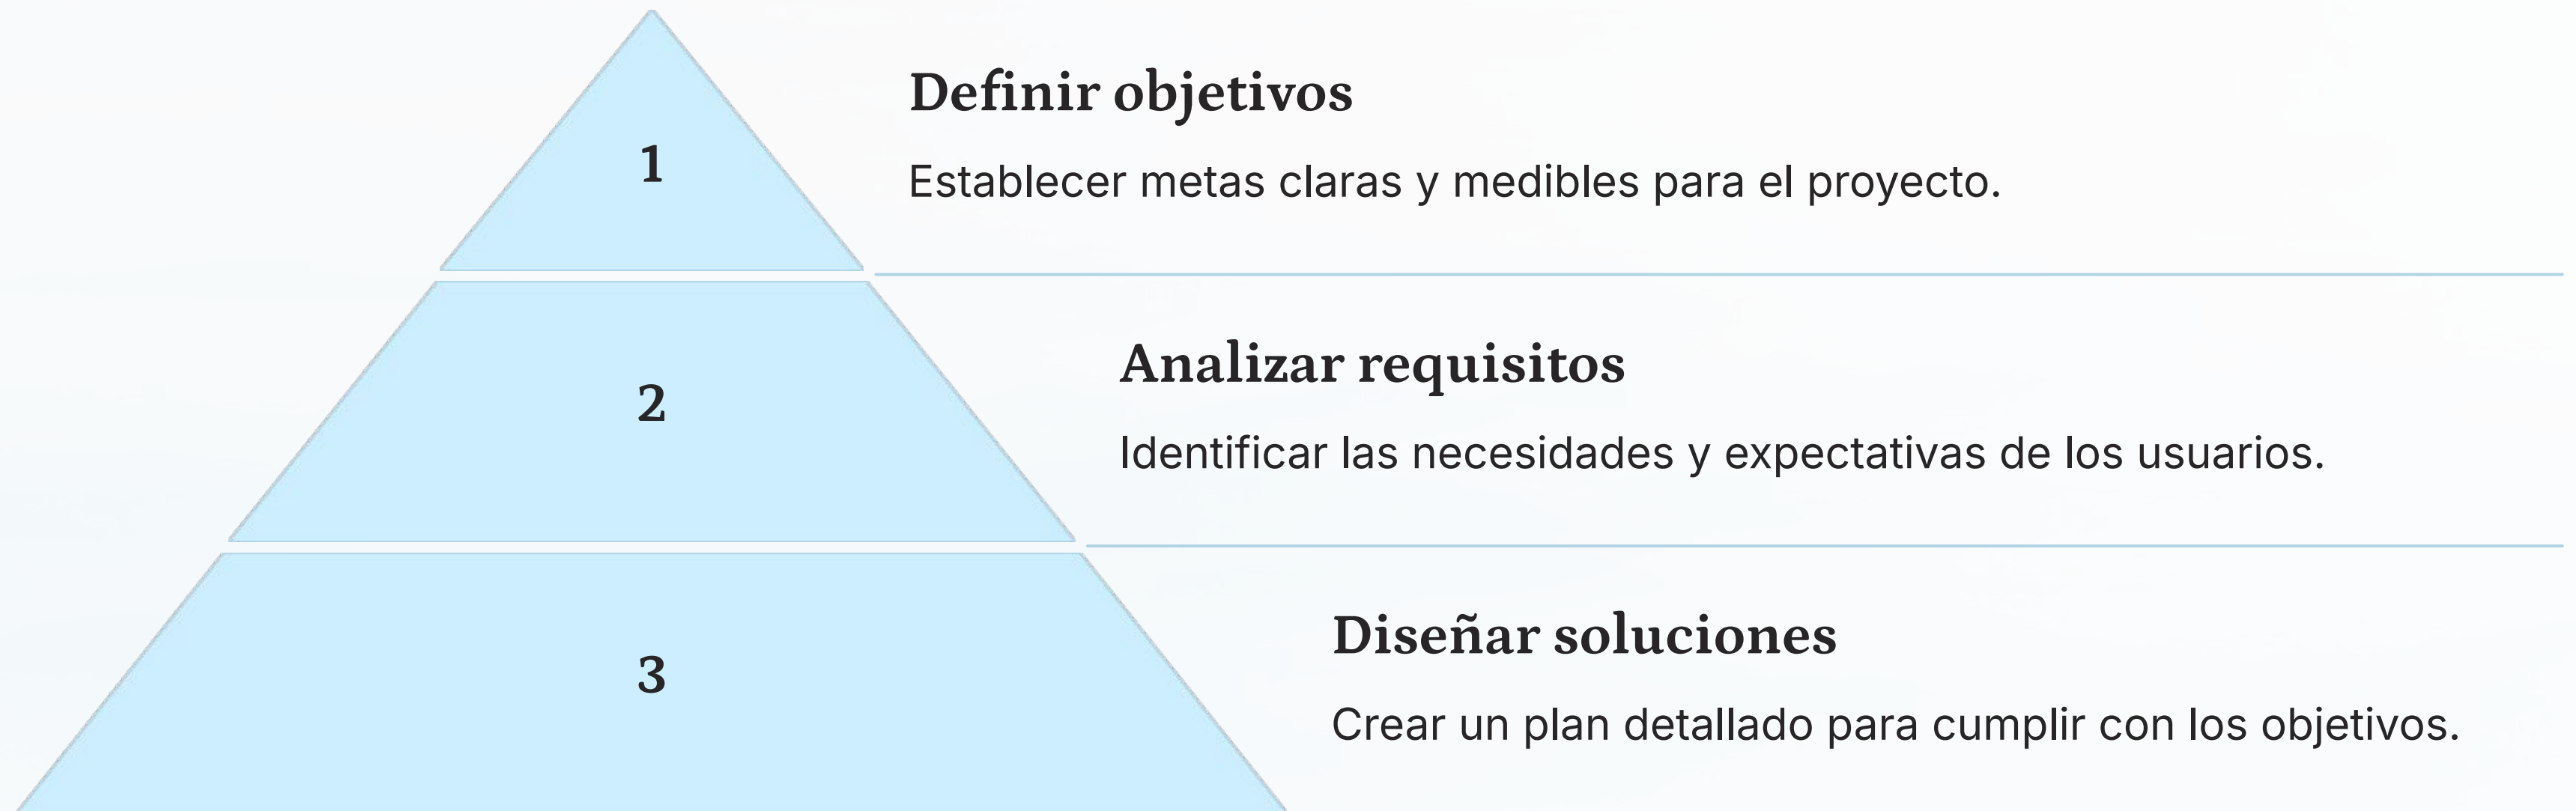 1
Definir objetivos
Establecer metas claras y medibles para el proyecto.
2
Analizar requisitos
Identificar las necesidades y expectativas de los usuarios.
3
Diseñar soluciones
Crear un plan detallado para cumplir con los objetivos.